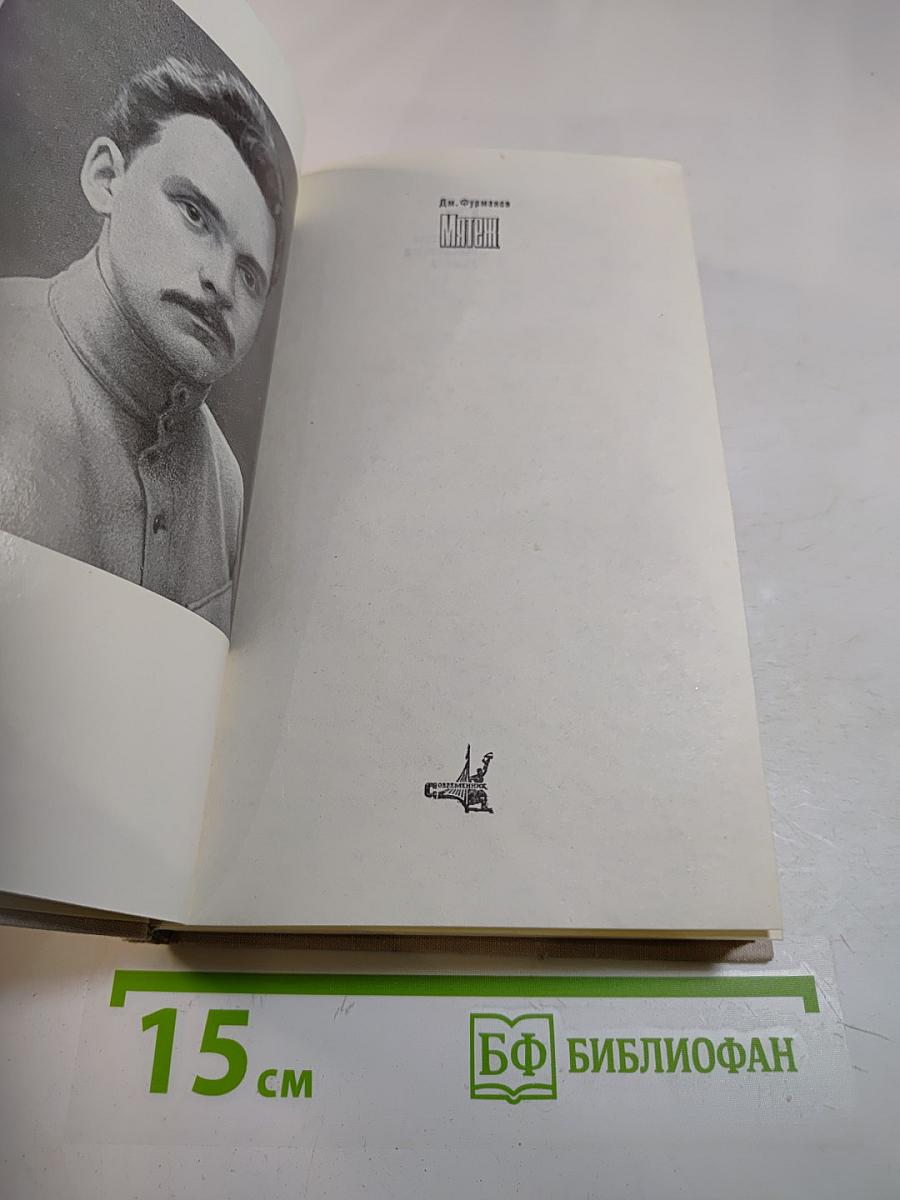 Дм. Фурманов
Мятеж
Современник
15 см
БФ БИБЛИОФАН